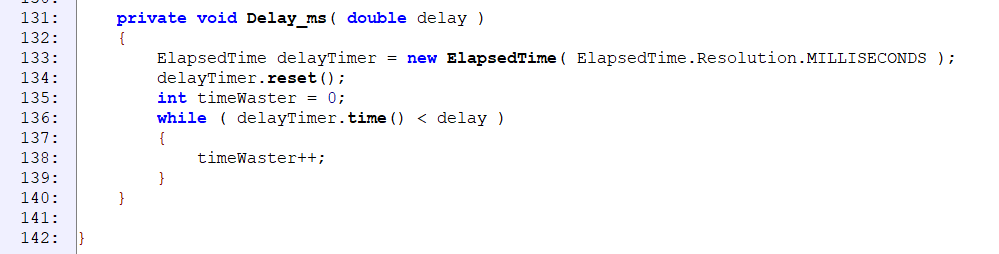 131:    private void Delay_ms( double delay )
132:    {
133:        ElapsedTime delayTimer = new ElapsedTime( ElapsedTime.Resolution.MILLISECONDS );
134:        delayTimer.reset();
135:        int timeWaster = 0;
136:        while ( delayTimer.time() < delay )
137:        {
138:            timeWaster++;
139:        }
140:    }
141:
142: }